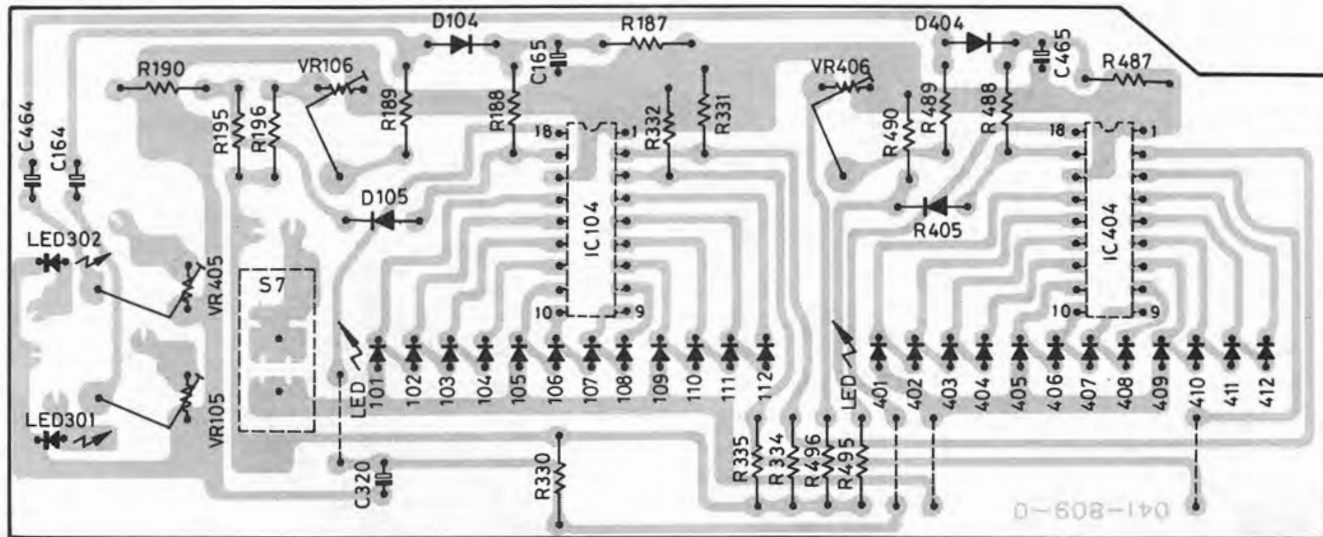 D104
R187
D404
C165
C465
R190
VR106
R189
R188
R332
R331
VR406
R490
R489
R488
R487
C464
C164
R195
R196
18
1
18
1
D105
IC104
R405
IC404
LED302
VR405
S7
10
9
10
9
LED
101
102
103
104
105
106
107
108
109
110
111
112
LED
401
402
403
404
405
406
407
408
409
410
411
412
LED301
VR105
C320
R330
R335
R334
R496
R495
041-809-0